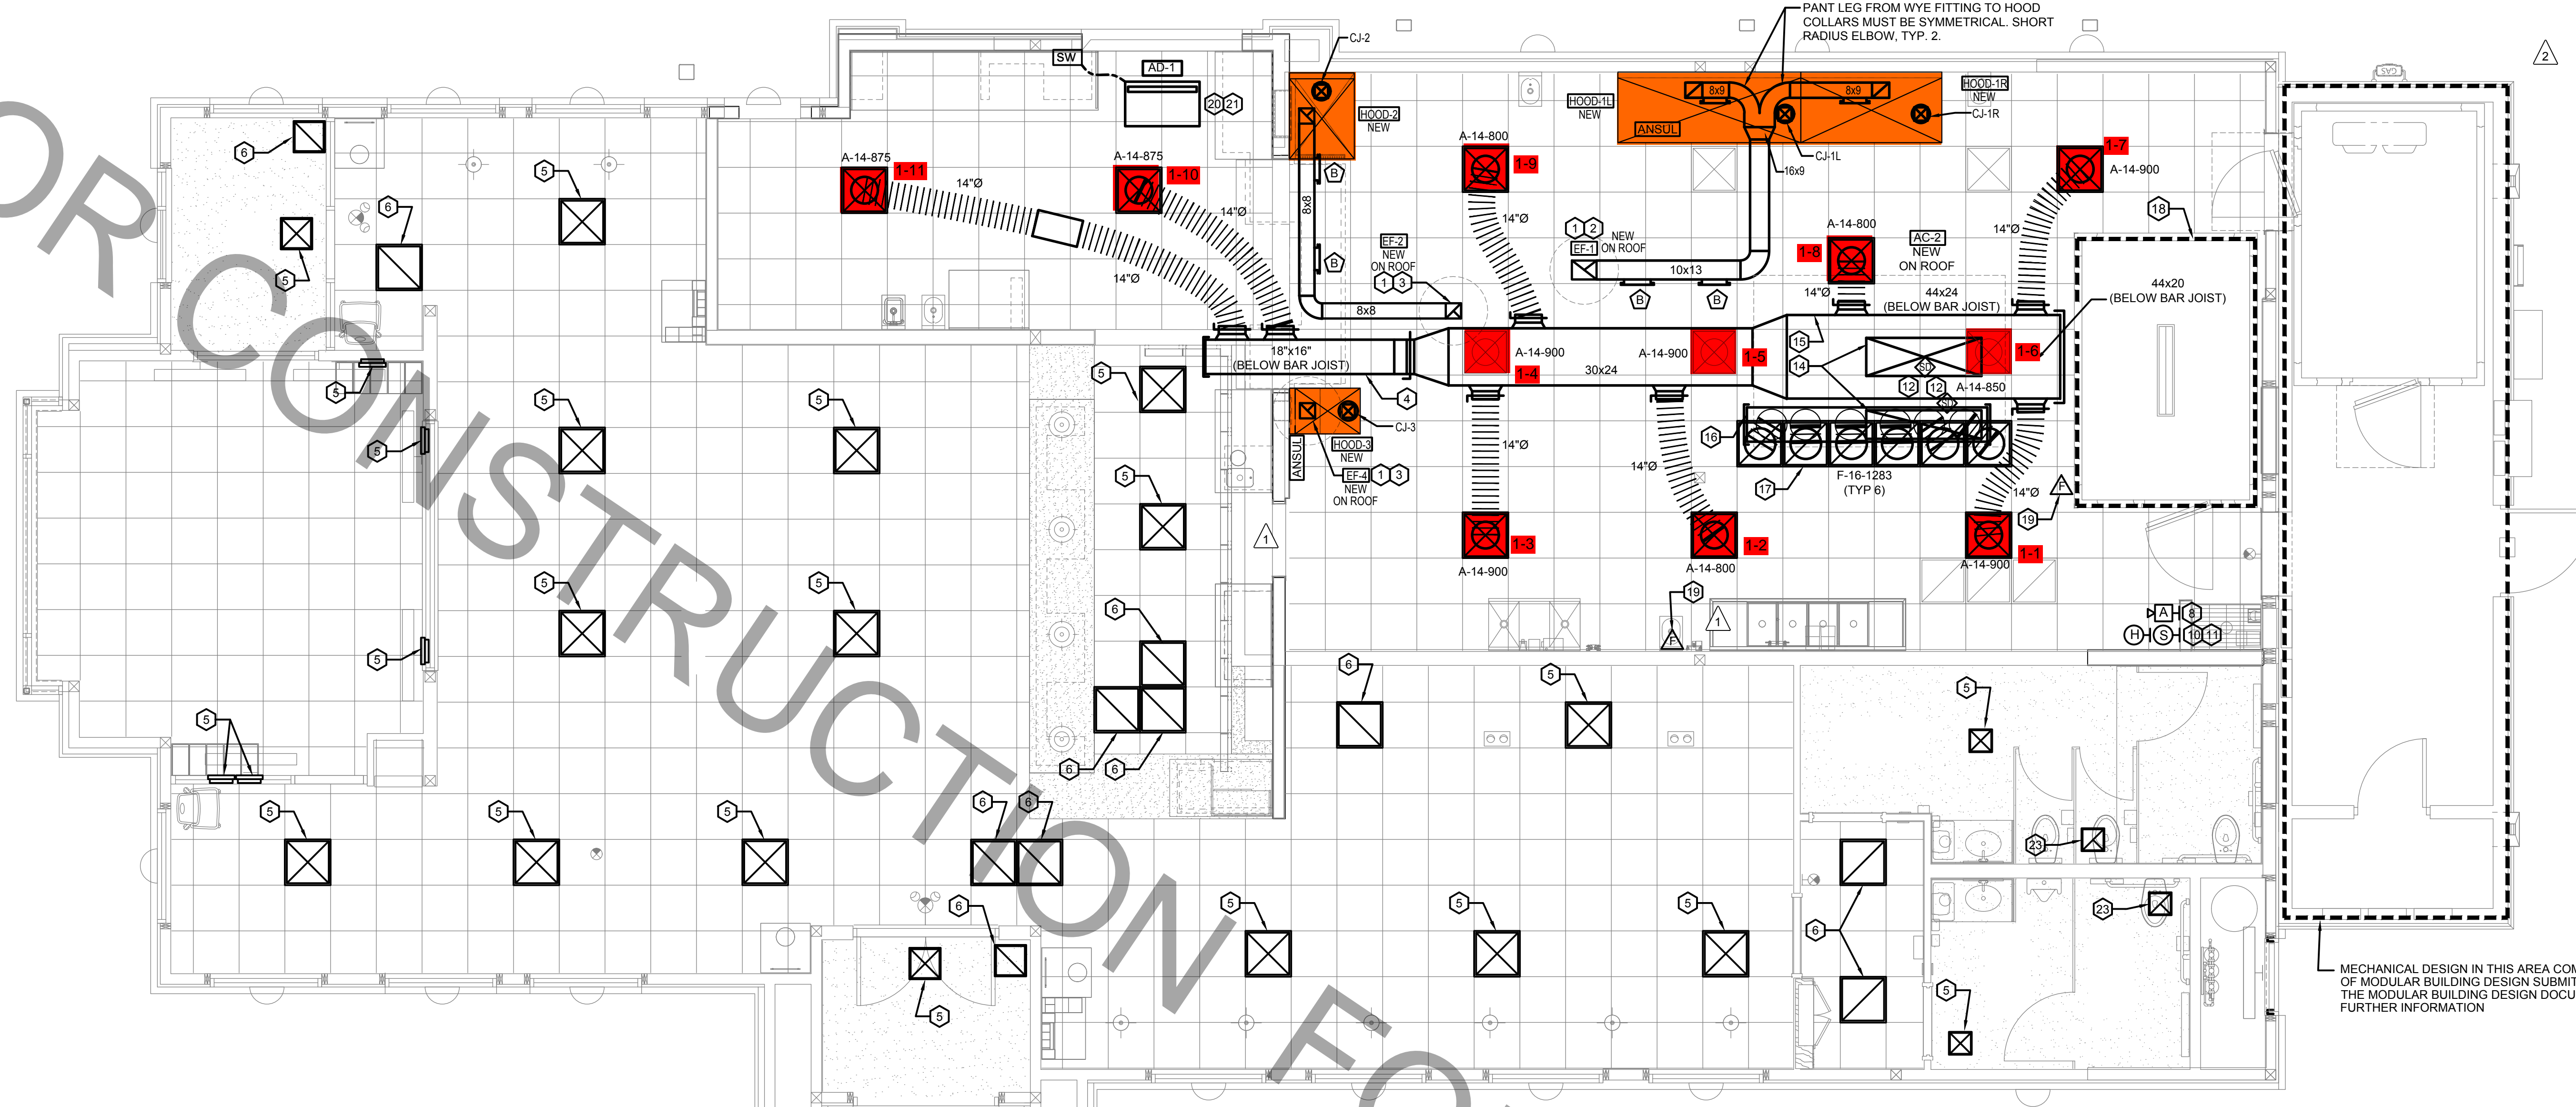 PANT LEG FROM WYE FITTING TO HOOD
COLLARS MUST BE SYMMETRICAL. SHORT
RADIUS ELBOW, TYP. 2.
2
GAS
CJ-2
SW
AD-1
20 21
HOOD-2
NEW
HOOD-1L
NEW
8x9
8x9
HOOD-1R
NEW
CJ-1R
ANSUL
CJ-1L
16x9
6
5
6
5
A-14-875
1-11
14"Ø
14"Ø
A-14-875
1-10
14"Ø
8x8
B
B
A-14-800
1-9
14"Ø
EF-2
NEW
ON ROOF
1 3
8x8
1 2
EF-1
NEW
ON ROOF
10x13
B
B
A-14-800
1-8
14"Ø
AC-2
NEW
ON ROOF
1-7
A-14-900
14"Ø
18
44x20
(BELOW BAR JOIST)
44x24
(BELOW BAR JOIST)
15
14
18"x16"
(BELOW BAR JOIST)
4
A-14-900
1-4
30x24
A-14-900
1-5
1-6
SD
12
12
SD
A-14-850
5
5
5
5
5
CJ-3
HOOD-3
NEW
ANSUL
EF-4
NEW
ON ROOF
1 3
14"Ø
14"Ø
16
17
F-16-1283
(TYP 6)
14"Ø
F
19
1
5
1-3
A-14-900
1-2
A-14-800
1-1
A-14-900
5
5
6
19
F
1
A
8
H
S
10 11
5
5
6
6
6
5
5
5
5
5
6
6
23
6
5
5
5
5
6
23
5
5
MECHANICAL DESIGN IN THIS AREA
OF MODULAR BUILDING DESIGN
THE MODULAR BUILDING DESIGN
FURTHER INFORMATION
OR CONSTRUCTION FO